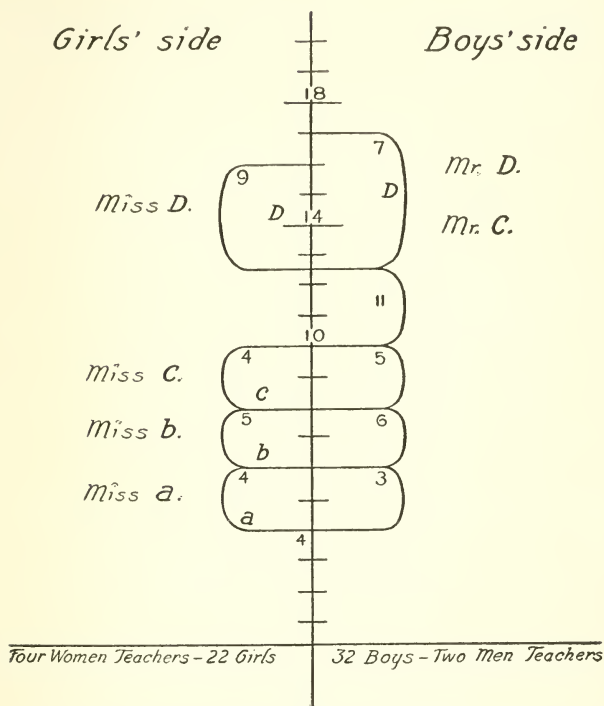 Girls' side
Boys' side
18
7
Mr. D.
9
D
Miss D.
D
14
Mr. C.
11
10
4
5
Miss C.
c
5
6
Miss b.
b
4
3
Miss a.
a
4
Four Women Teachers – 22 Girls
32 Boys – Two Men Teachers